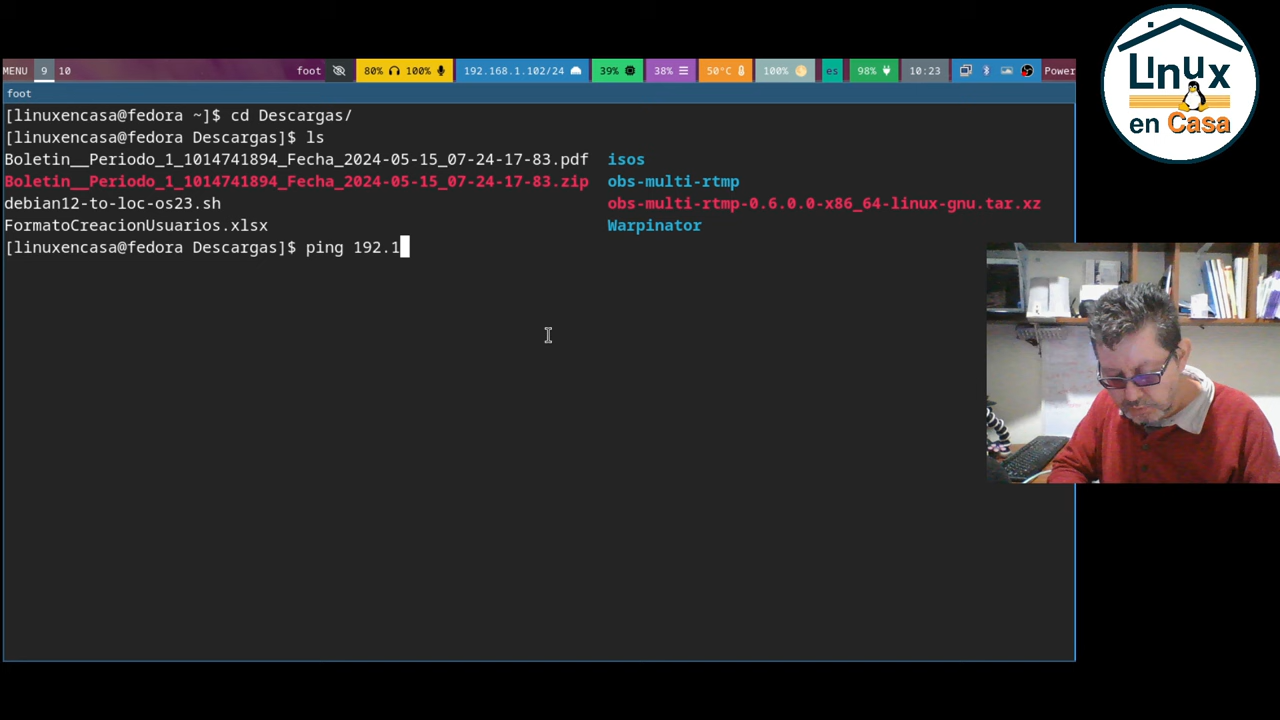 MENU 9 10 foot 80% 100% 192.168.1.102/24 39% 38% 50°C 100% es 98% 10:23 Power
foot
[linuxencasa@fedora ~]$ cd Descargas/
[linuxencasa@fedora Descargas]$ ls
Boletin__Periodo_1_1014741894_Fecha_2024-05-15_07-24-17-83.pdf isos
Boletin__Periodo_1_1014741894_Fecha_2024-05-15_07-24-17-83.zip obs-multi-rtmp
debian12-to-loc-os23.sh obs-multi-rtmp-0.6.0.0-x86_64-linux-gnu.tar.xz
FormatoCreacionUsuarios.xlsx Warpinator
[linuxencasa@fedora Descargas]$ ping 192.1
LInux
en Casa